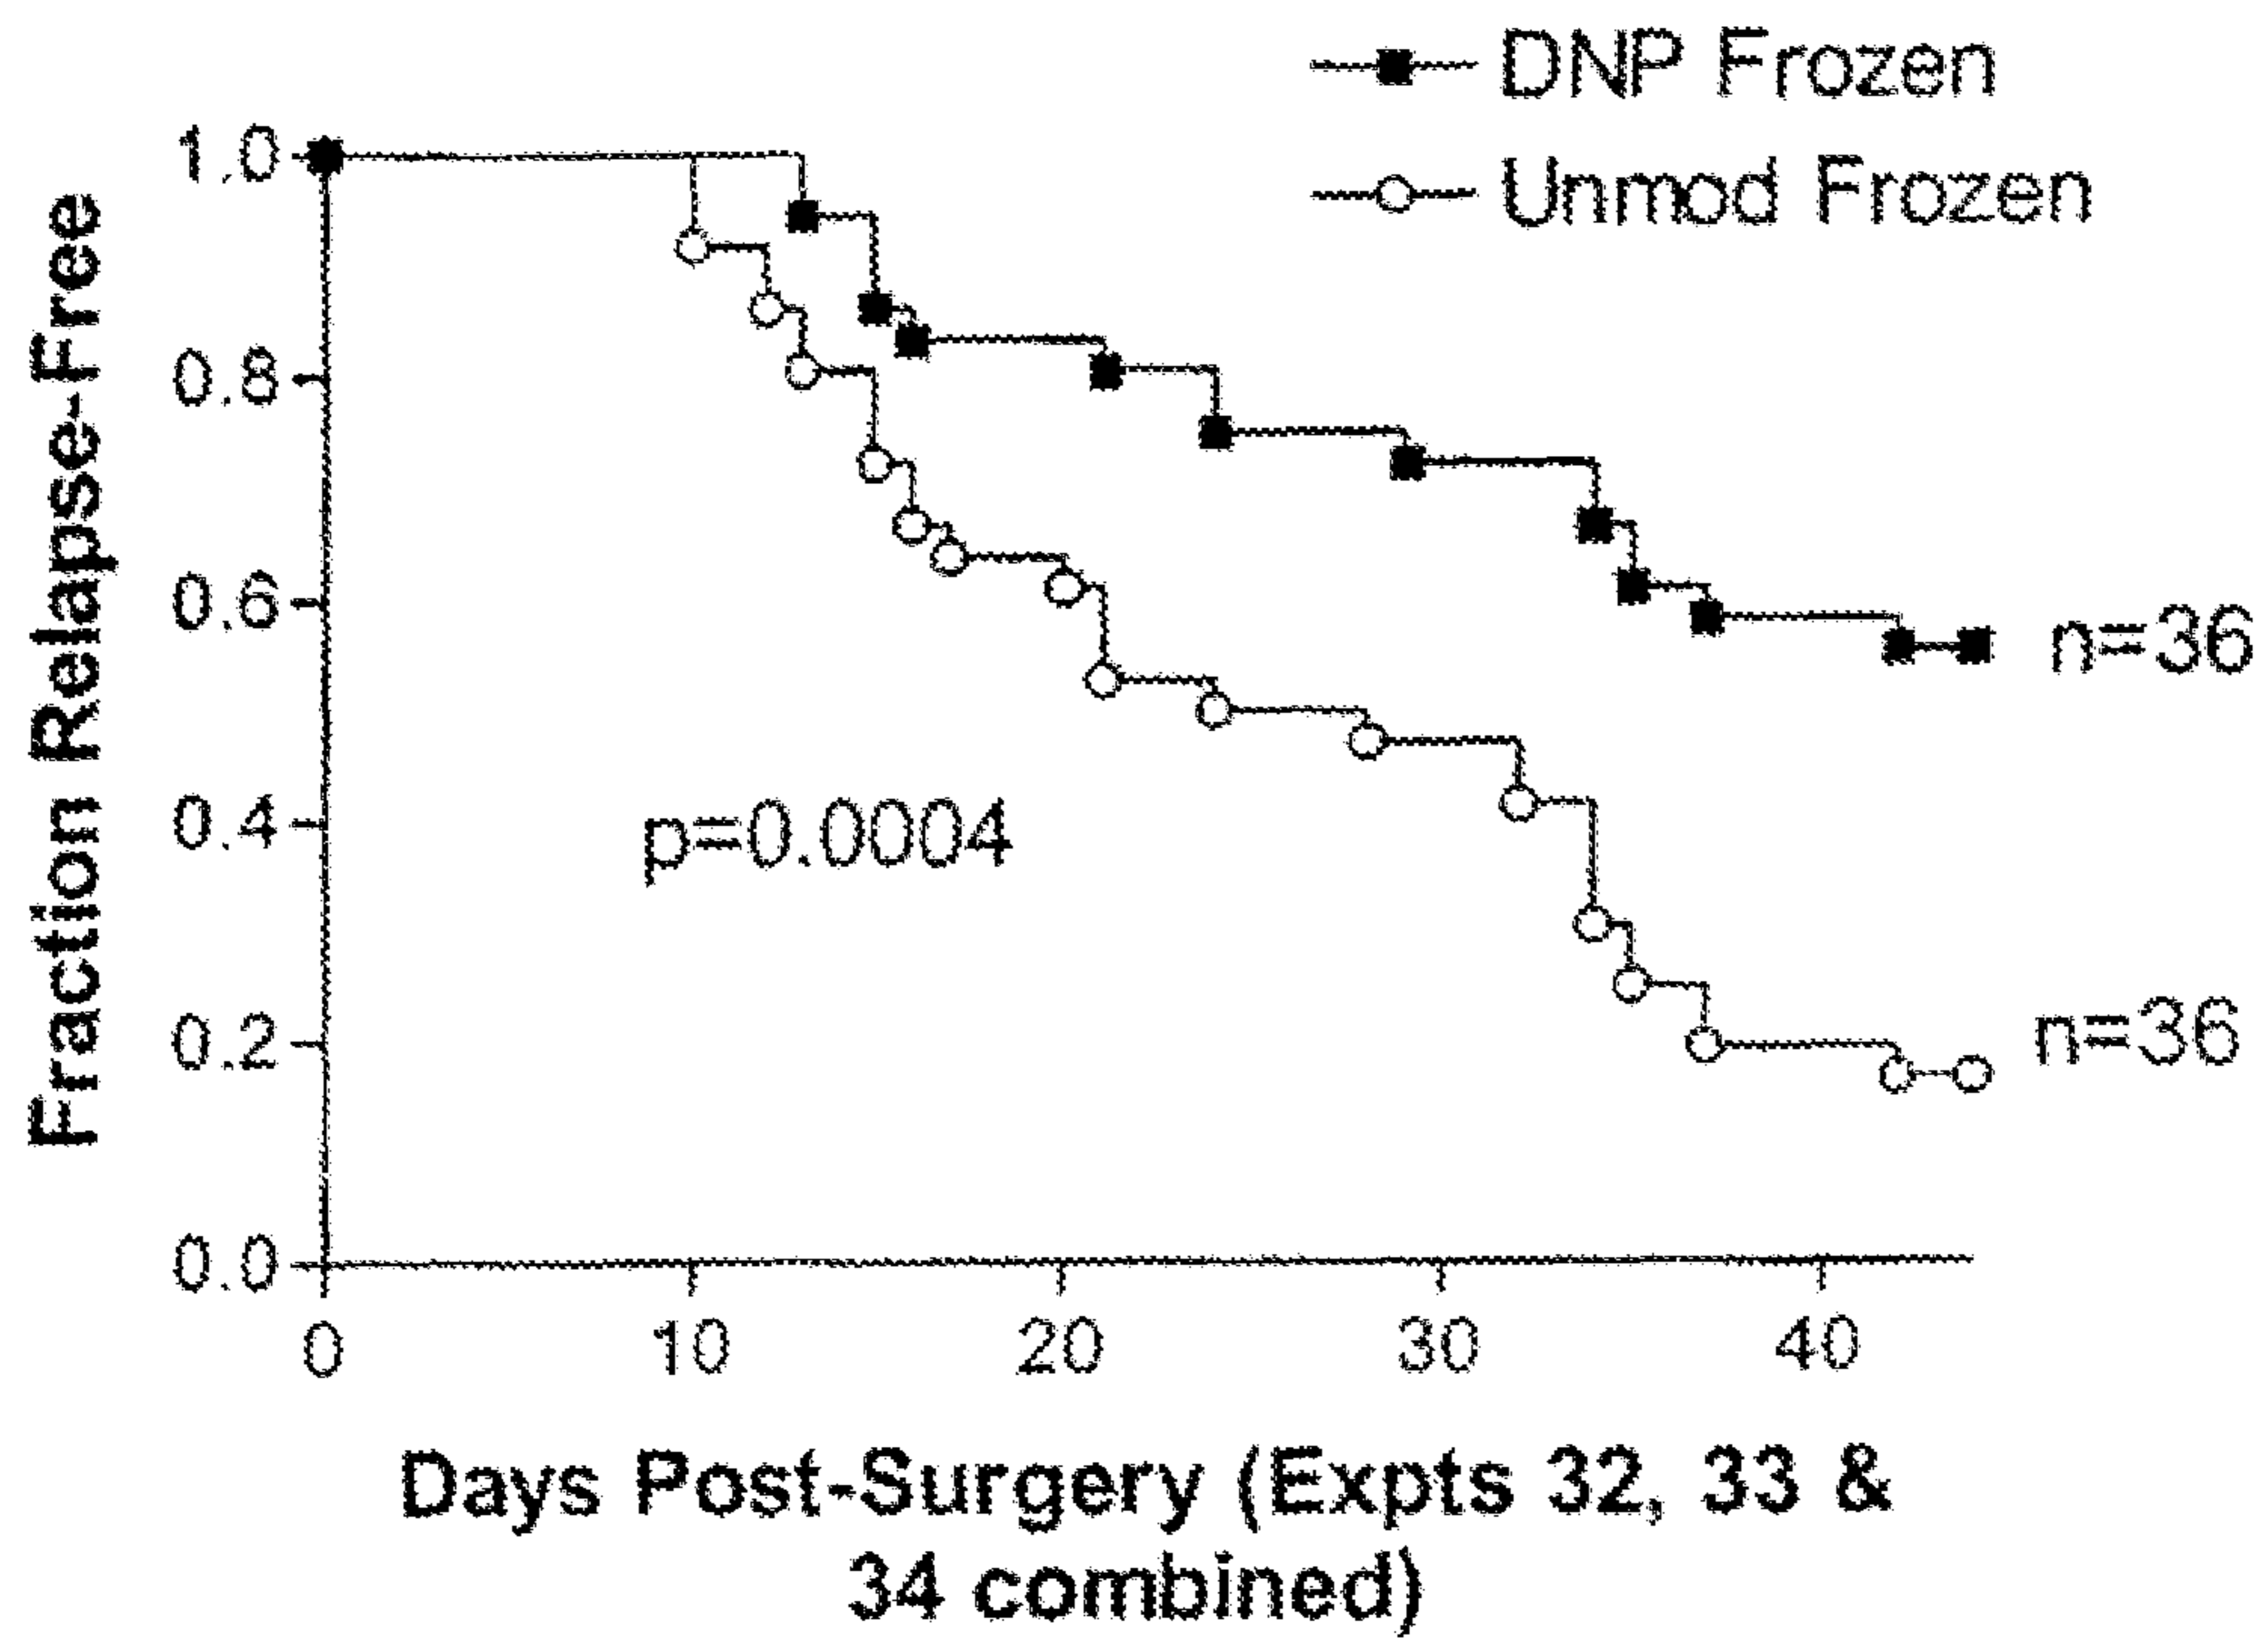 DNP Frozen
Unmod Frozen
1.0
0.8
0.6
0.4
0.2
0.0
Fraction Relapse-Free
n=36
p=0.0004
n=36
0 10 20 30 40
Days Post-Surgery (Expts 32, 33 &
34 combined)